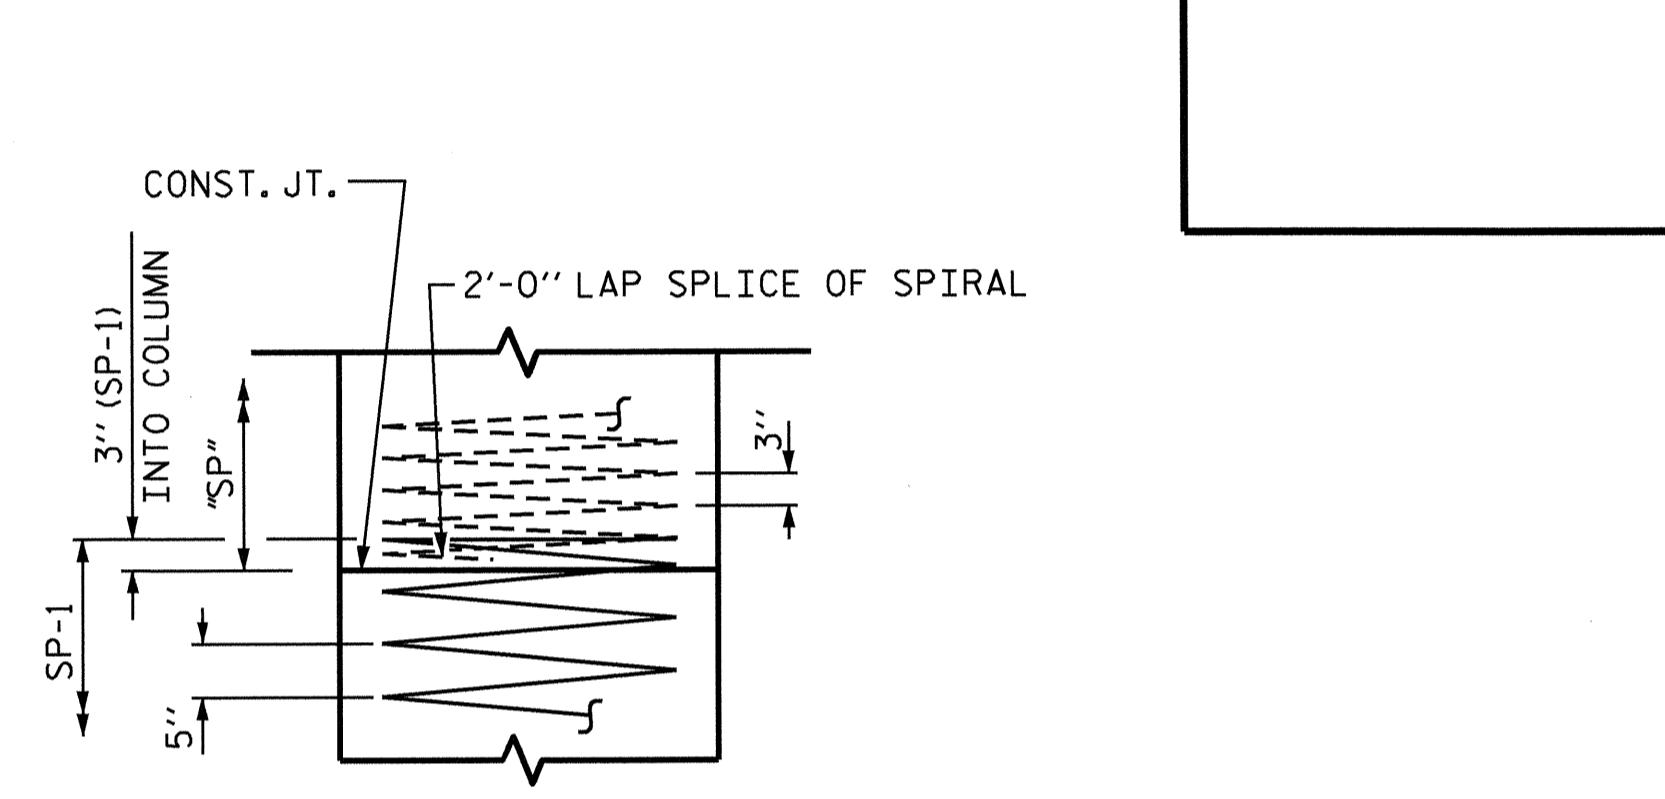 CONST. JT.
2'-0" LAP SPLICE OF SPIRAL
3" (SP-1)
INTO COLUMN
"SP"
3"
SP-1
5"